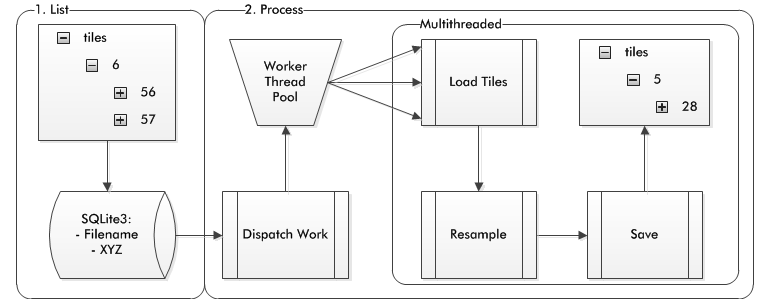 1. List
2. Process
Multithreaded
tiles
6
56
57
Worker
Thread
Pool
Load Tiles
tiles
5
28
SQLite3:
- Filename
- XYZ
Dispatch Work
Resample
Save